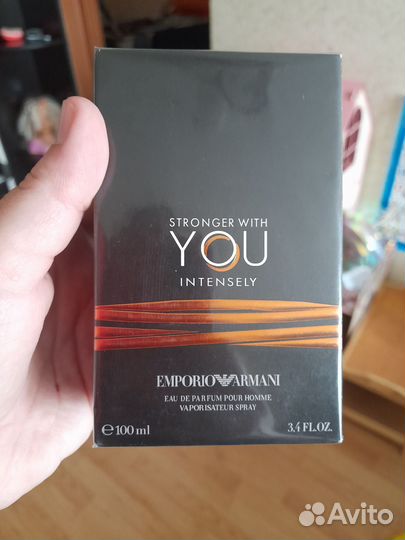 STRONGER WITH
YOU
INTENSELY
EMPORIO ARMANI
EAU DE PARFUM POUR HOMME
VAPORISATEUR SPRAY
℮100 ml 3.4 FL.OZ.
Avito